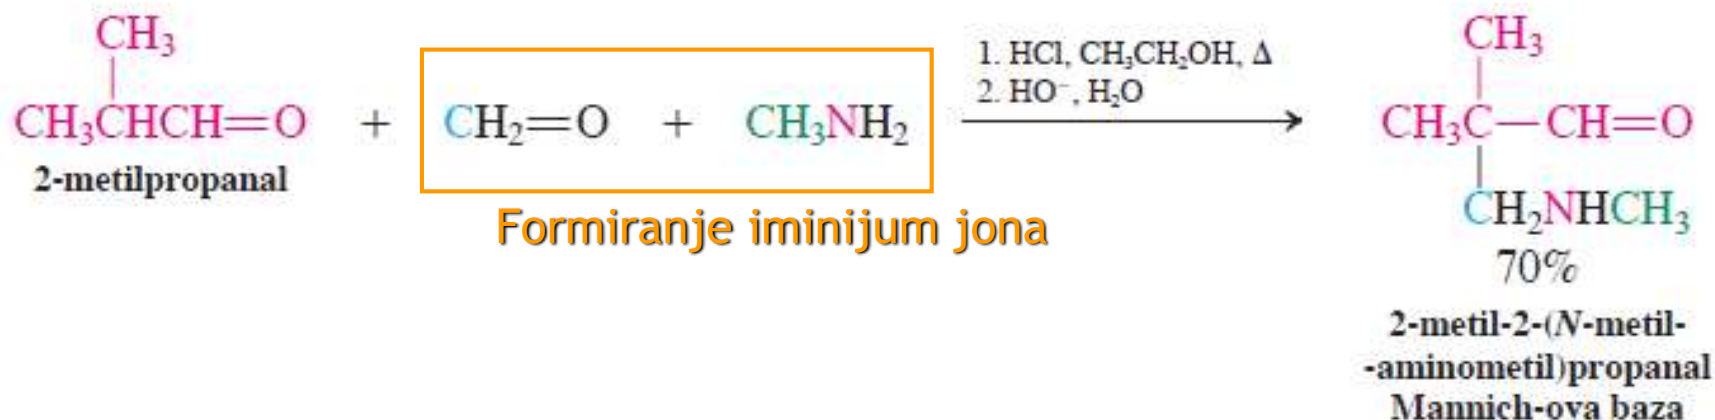 CH₃
CH₃CHCH=O + CH₂=O + CH₃NH₂
2-metilpropanal
Formiranje iminijum jona
1. HCl, CH₃CH₂OH, Δ
2. HO⁻, H₂O
CH₃
CH₃C—CH=O
CH₂NHCH₃
70%
2-metil-2-(N-metil-
-aminometil)propanal
Mannich-ova baza